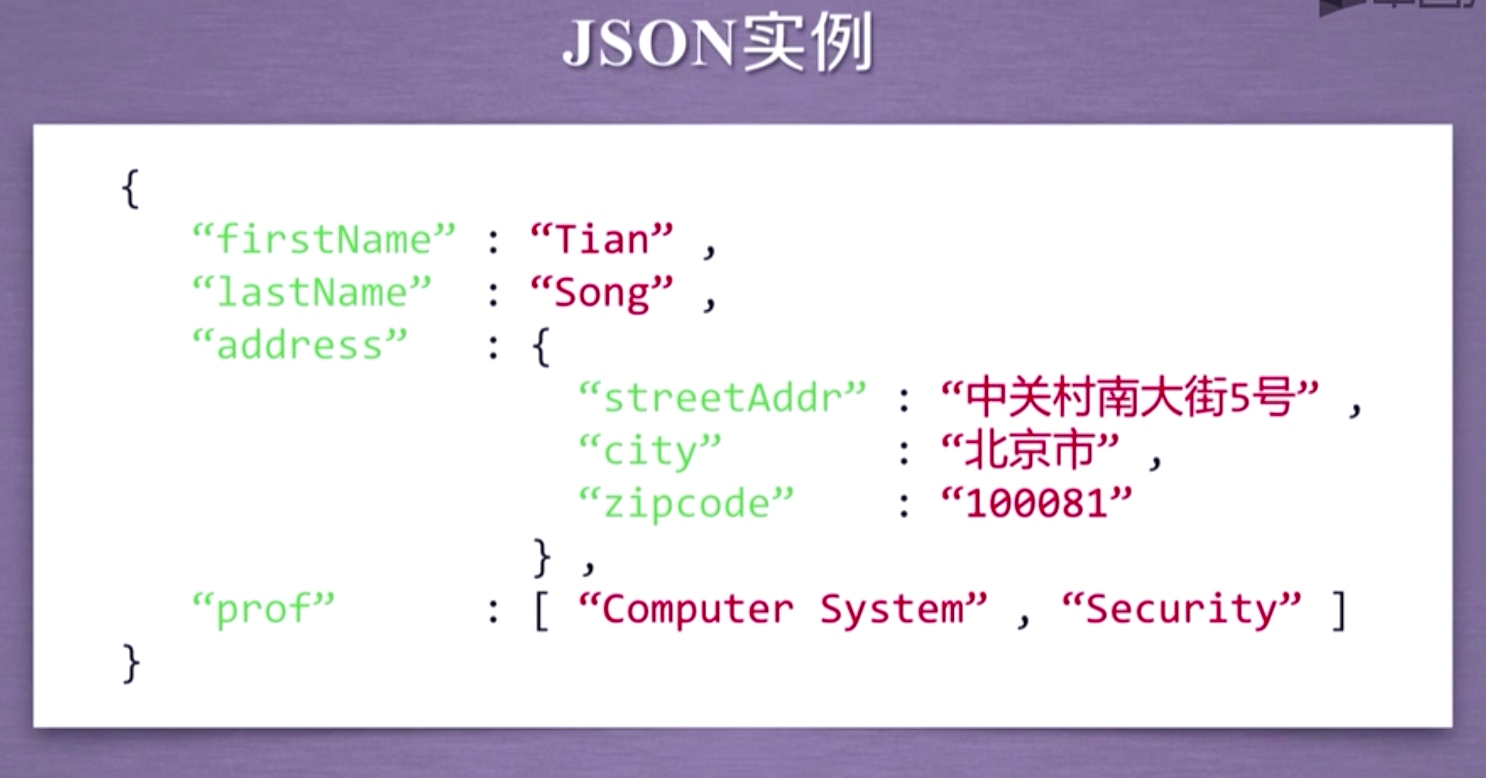 JSON实例
{
“firstName” : “Tian” ,
“lastName” : “Song” ,
“address” : {
“streetAddr” : “中关村南大街5号” ,
“city” : “北京市” ,
“zipcode” : “100081”
} ,
“prof” : [ “Computer System” , “Security” ]
}